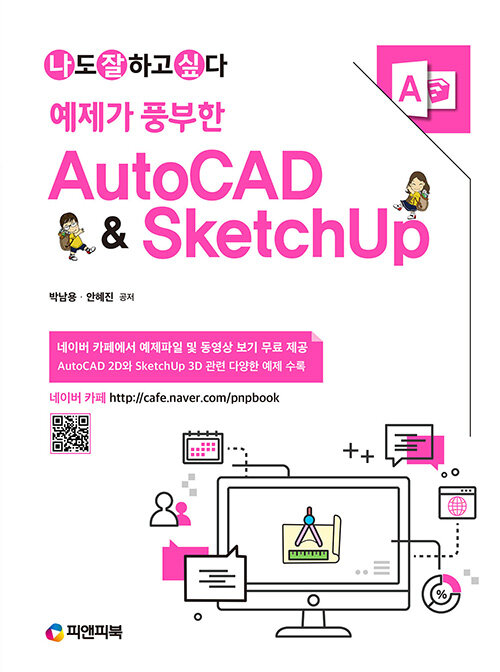 나도잘하고싶다
A
예제가 풍부한
AutoCAD
& SketchUp
박남용 · 안혜진 공저
네이버 카페에서 예제파일 및 동영상 보기 무료 제공
AutoCAD 2D와 SketchUp 3D 관련 다양한 예제 수록
네이버 카페 http://cafe.naver.com/pnpbook
%
피앤피북